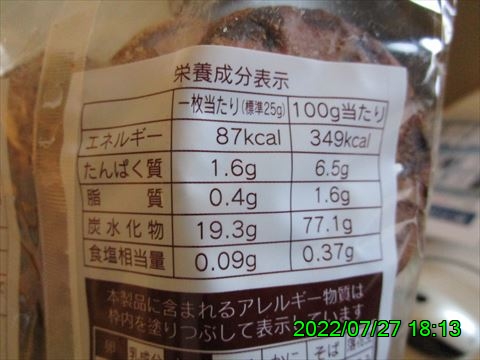 栄養成分表示
一枚当たり(標準25g) 100g当たり
エネルギー 87kcal 349kcal
たんぱく質 1.6g 6.5g
脂質 0.4g 1.6g
炭水化物 19.3g 77.1g
食塩相当量 0.09g 0.37g
本製品に含まれるアレルギー物質は
枠内を塗りつぶして表示しています
卵 乳成分 かに そば
2022/07/27 18:13